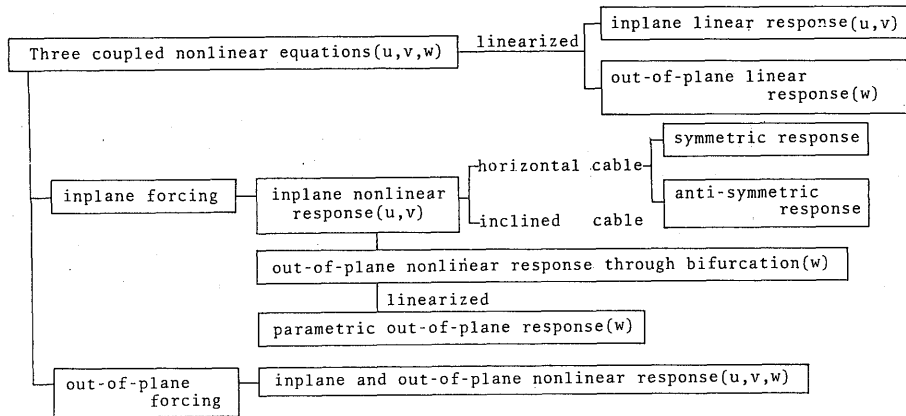 inplane linear response(u,v)
Three coupled nonlinear equations(u,v,w)
linearized
out-of-plane linear
response(w)
symmetric response
horizontal cable
inplane forcing
inplane nonlinear
response(u,v)
anti-symmetric
response
inclined cable
out-of-plane nonlinear response through bifurcation(w)
linearized
parametric out-of-plane response(w)
out-of-plane
forcing
inplane and out-of-plane nonlinear response(u,v,w)